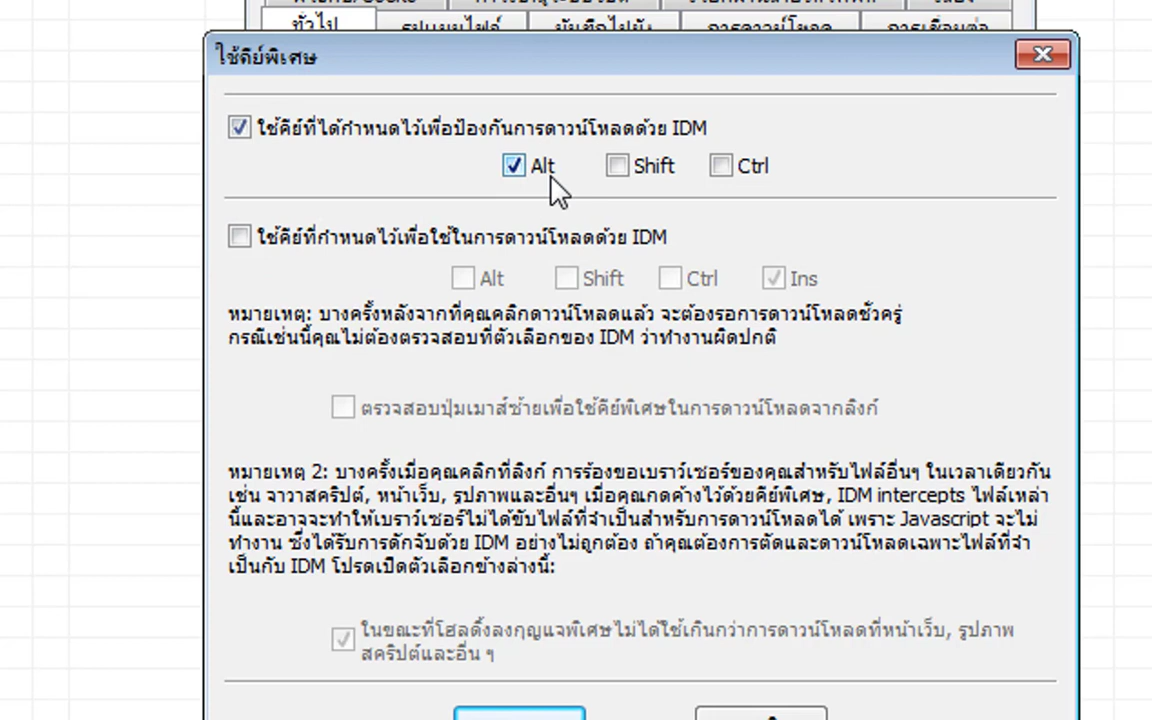 ทั่วไป
ใช้คีย์พิเศษ
ใช้คีย์ที่ได้กำหนดไว้เพื่อป้องกันการดาวน์โหลดด้วย IDM
Alt Shift Ctrl
ใช้คีย์ที่กำหนดไว้เพื่อใช้ในการดาวน์โหลดด้วย IDM
Alt Shift Ctrl Ins
หมายเหตุ: บางครั้งหลังจากที่คุณคลิกดาวน์โหลดแล้ว จะต้องรอการดาวน์โหลดชั่วครู่
กรณีเช่นนี้คุณไม่ต้องตรวจสอบที่ตัวเลือกของ IDM ว่าทำงานผิดปกติ
ตรวจสอบปุ่มเมาส์ซ้ายเพื่อใช้คีย์พิเศษในการดาวน์โหลดจากลิงก์
หมายเหตุ 2: บางครั้งเมื่อคุณคลิกที่ลิงก์ การร้องขอเบราว์เซอร์ของคุณสำหรับไฟล์อื่นๆ ในเวลาเดียวกัน
เช่น จาวาสคริปต์, หน้าเว็บ, รูปภาพและอื่นๆ เมื่อคุณกดค้างไว้ด้วยคีย์พิเศษ, IDM intercepts ไฟล์เหล่า
นี้และอาจจะทำให้เบราว์เซอร์ไม่ได้ขับไฟล์ที่จำเป็นสำหรับการดาวน์โหลดได้ เพราะ Javascript จะไม่
ทำงาน ซึ่งได้รับการดักจับด้วย IDM อย่างไม่ถูกต้อง ถ้าคุณต้องการตัดและดาวน์โหลดเฉพาะไฟล์ที่จำ
เป็นกับ IDM โปรดเปิดตัวเลือกข้างล่างนี้:
ในขณะที่โฮลดิ้งลงกุญแจพิเศษไม่ได้ใช้เกินกว่าการดาวน์โหลดที่หน้าเว็บ, รูปภาพ
สคริปต์และอื่น ๆ